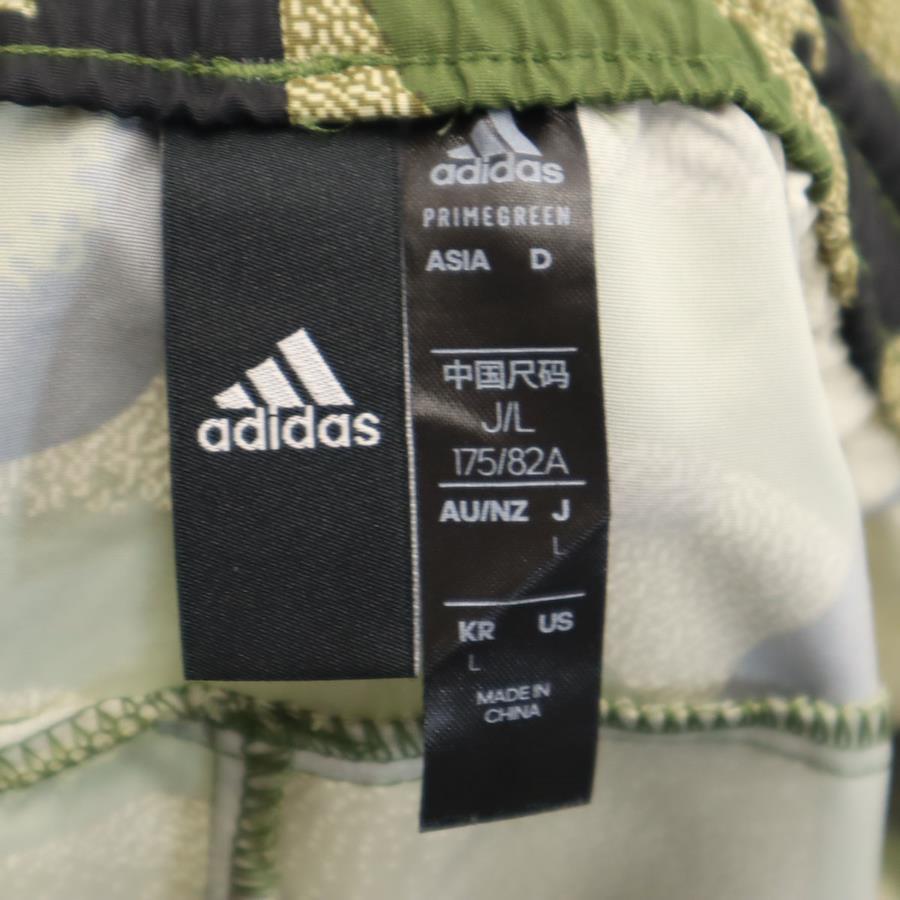 adidas
adidas
PRIMEGREEN
ASIA D
中国尺码
J/L
175/82A
AU/NZ J
L
KR US
L
MADE IN
CHINA